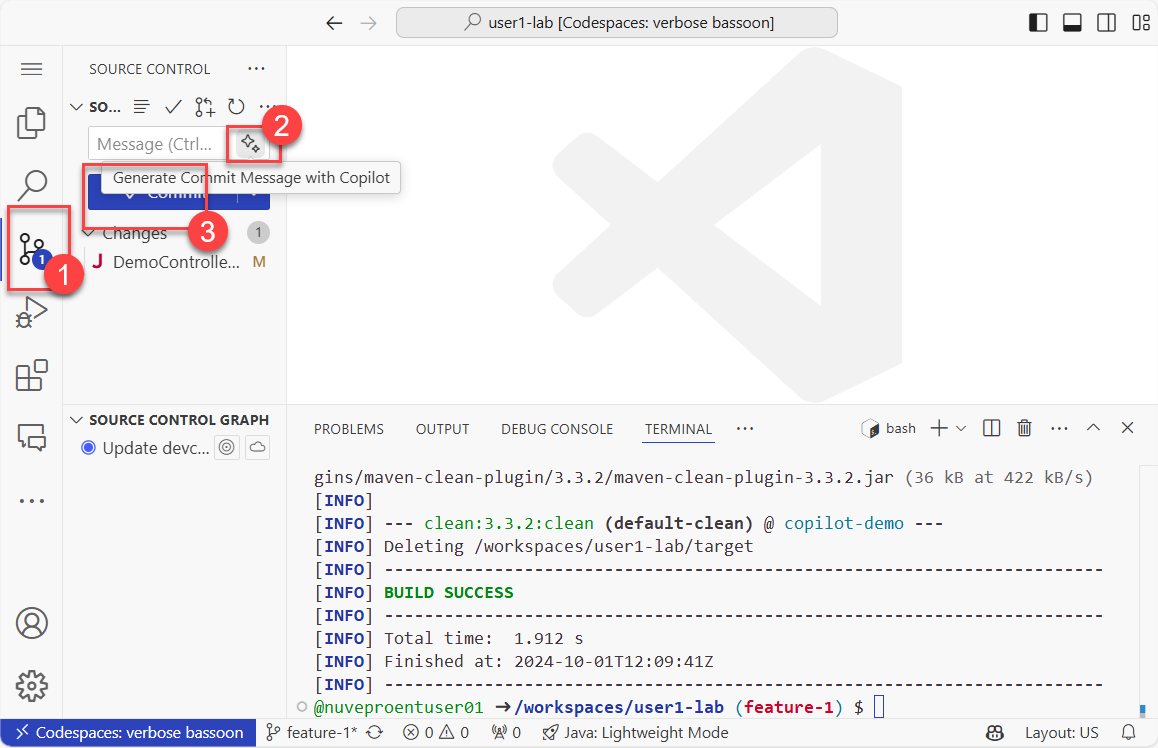 user1-lab [Codespaces: verbose bassoon]
SOURCE CONTROL ...
SO... ...
Message (Ctrl...
2
Generate Commit Message with Copilot
Commit
3
Changes 1
1
1
J DemoControlle... M
SOURCE CONTROL GRAPH
Update devc...
PROBLEMS OUTPUT DEBUG CONSOLE TERMINAL ... bash ...
gins/maven-clean-plugin/3.3.2/maven-clean-plugin-3.3.2.jar (36 kB at 422 kB/s)
[INFO]
[INFO] --- clean:3.3.2:clean (default-clean) @ copilot-demo ---
[INFO] Deleting /workspaces/user1-lab/target
[INFO] ------------------------------------------------------------------------
[INFO] BUILD SUCCESS
[INFO] ------------------------------------------------------------------------
[INFO] Total time:  1.912 s
[INFO] Finished at: 2024-10-01T12:09:41Z
[INFO] ------------------------------------------------------------------------
@nuveproentuser01 ➜/workspaces/user1-lab (feature-1) $
Codespaces: verbose bassoon feature-1* 0 0 0 Java: Lightweight Mode Layout: US